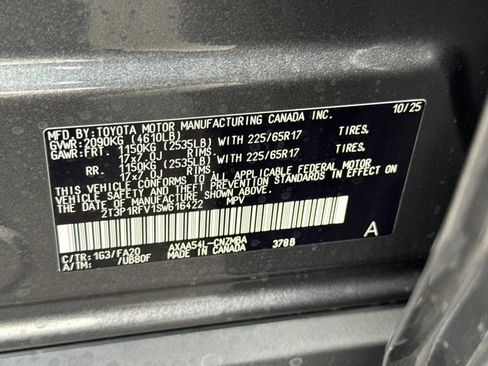 MFD.BY:TOYOTA MOTOR MANUFACTURING CANADA INC. 10/25
GVWR:2090KG (4610LB)
GAWR:FRT. 1150KG (2535LB) WITH 225/65R17 TIRES,
17x7.0J RIMS
RR. 1150KG (2535LB) WITH 225/65R17 TIRES,
17x7.0J RIMS
THIS VEHICLE CONFORMS TO ALL APPLICABLE FEDERAL MOTOR
VEHICLE SAFETY AND THEFT PREVENTION STANDARDS IN EFFECT ON THE
DATE OF MANUFACTURE SHOWN ABOVE.
2T3P1RFV1SW616422 MPV
A
C/TR:1G3/FA20 AXAA54L-CNZMBA 378B
A/TM: /UB80F MADE IN CANADA